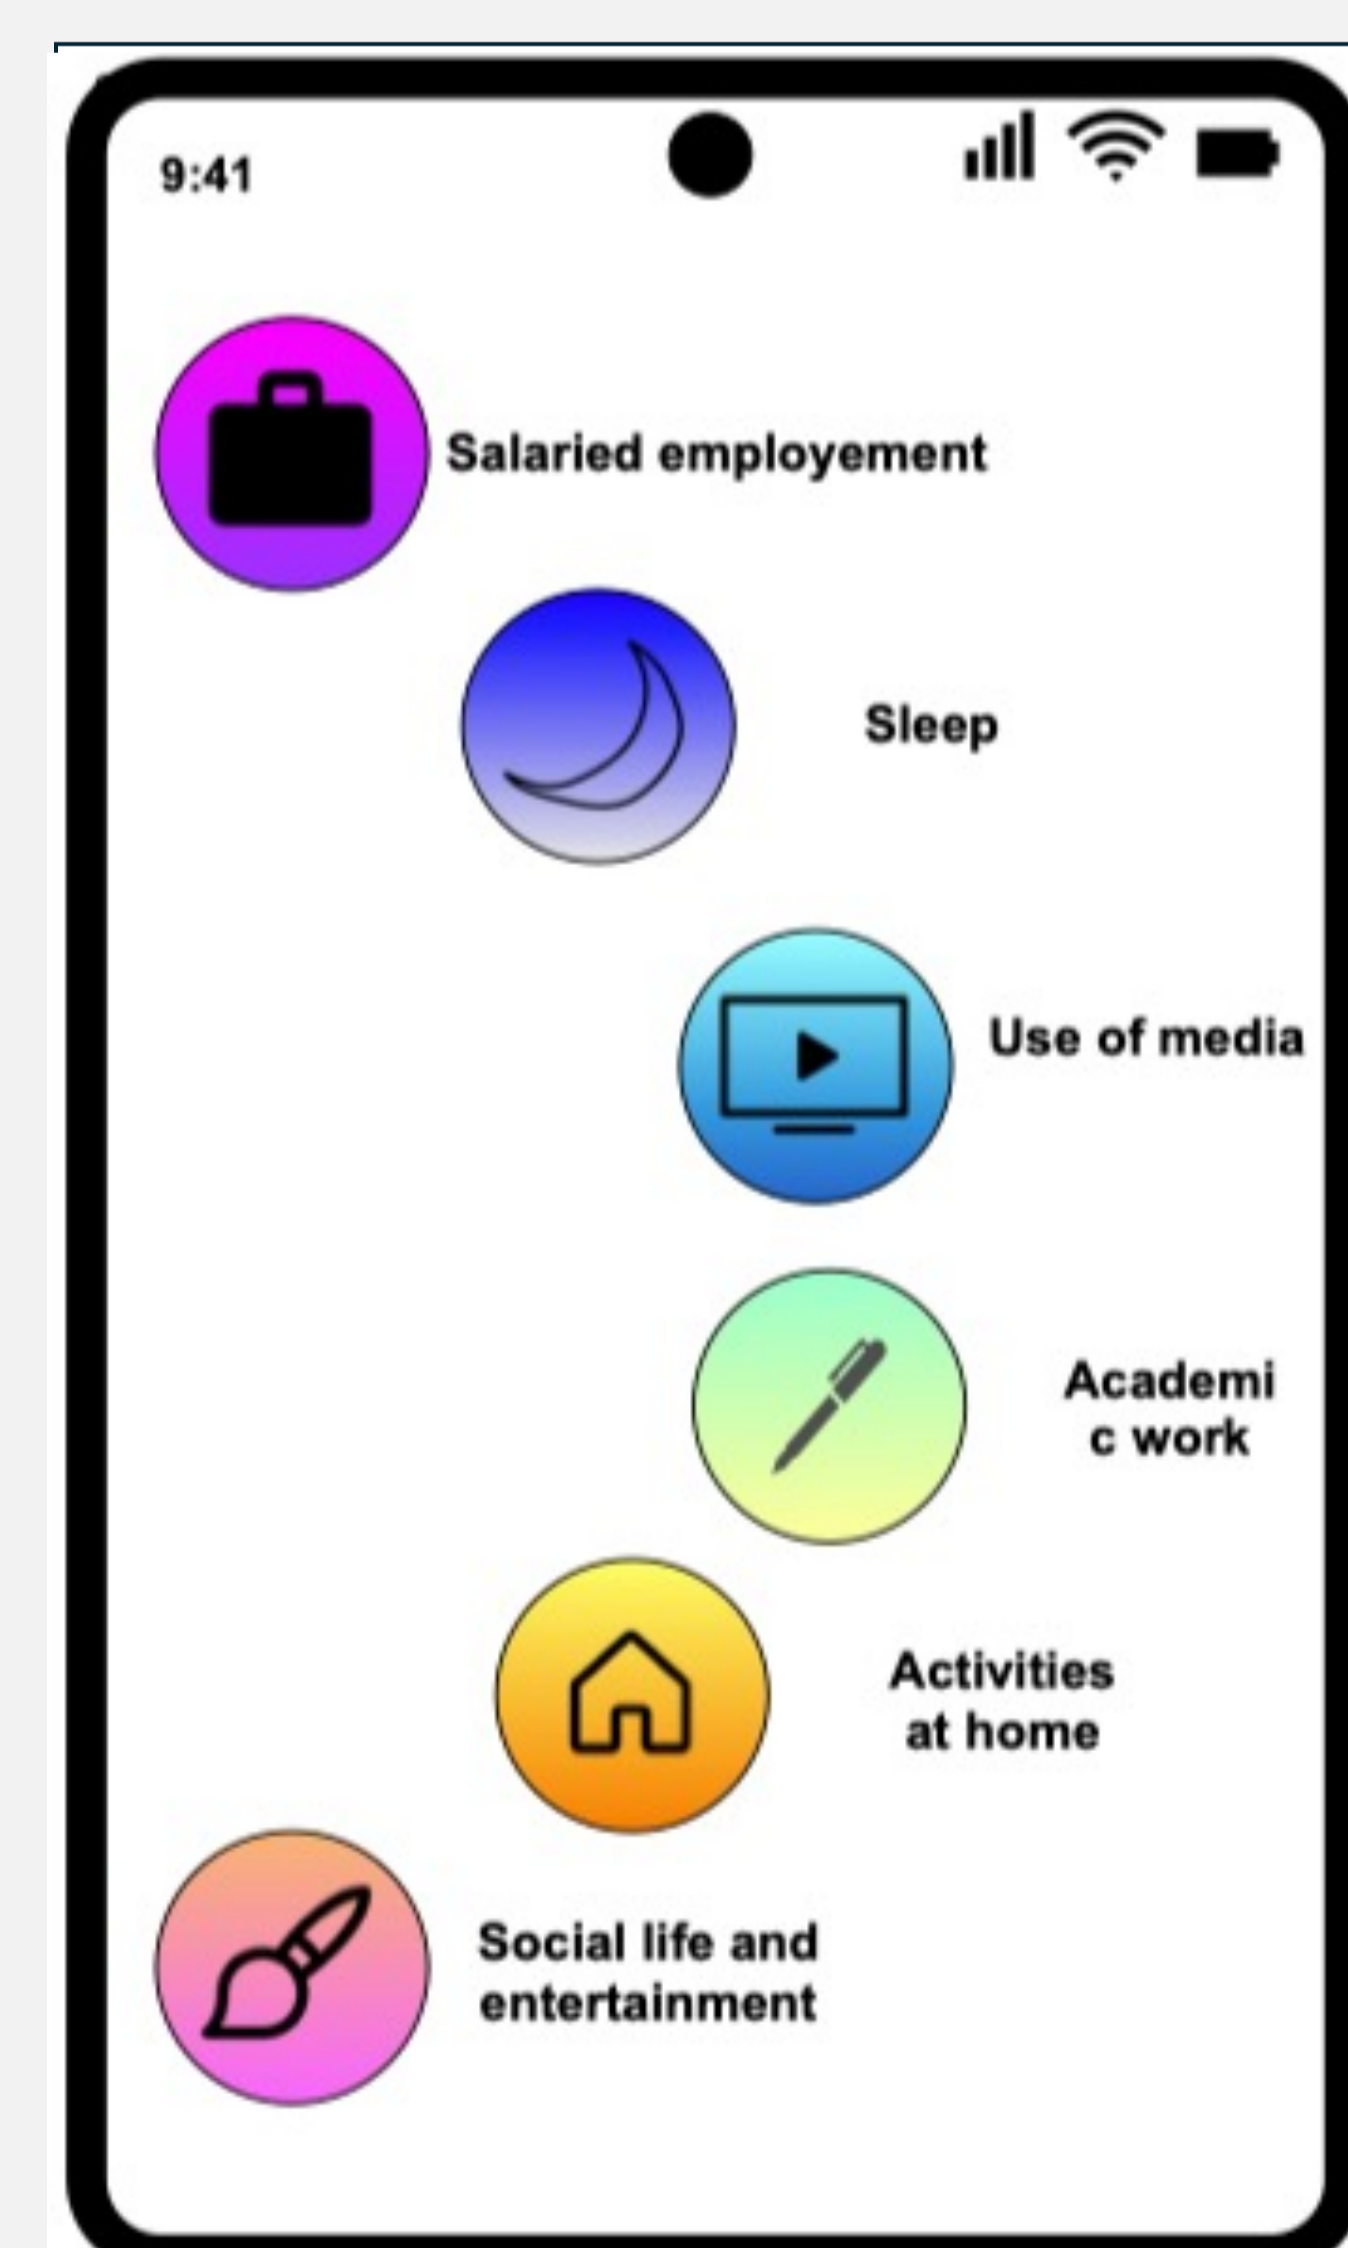 9:41
Salaried employement
Sleep
Use of media
Academi
c work
Activities
at home
Social life and
entertainment